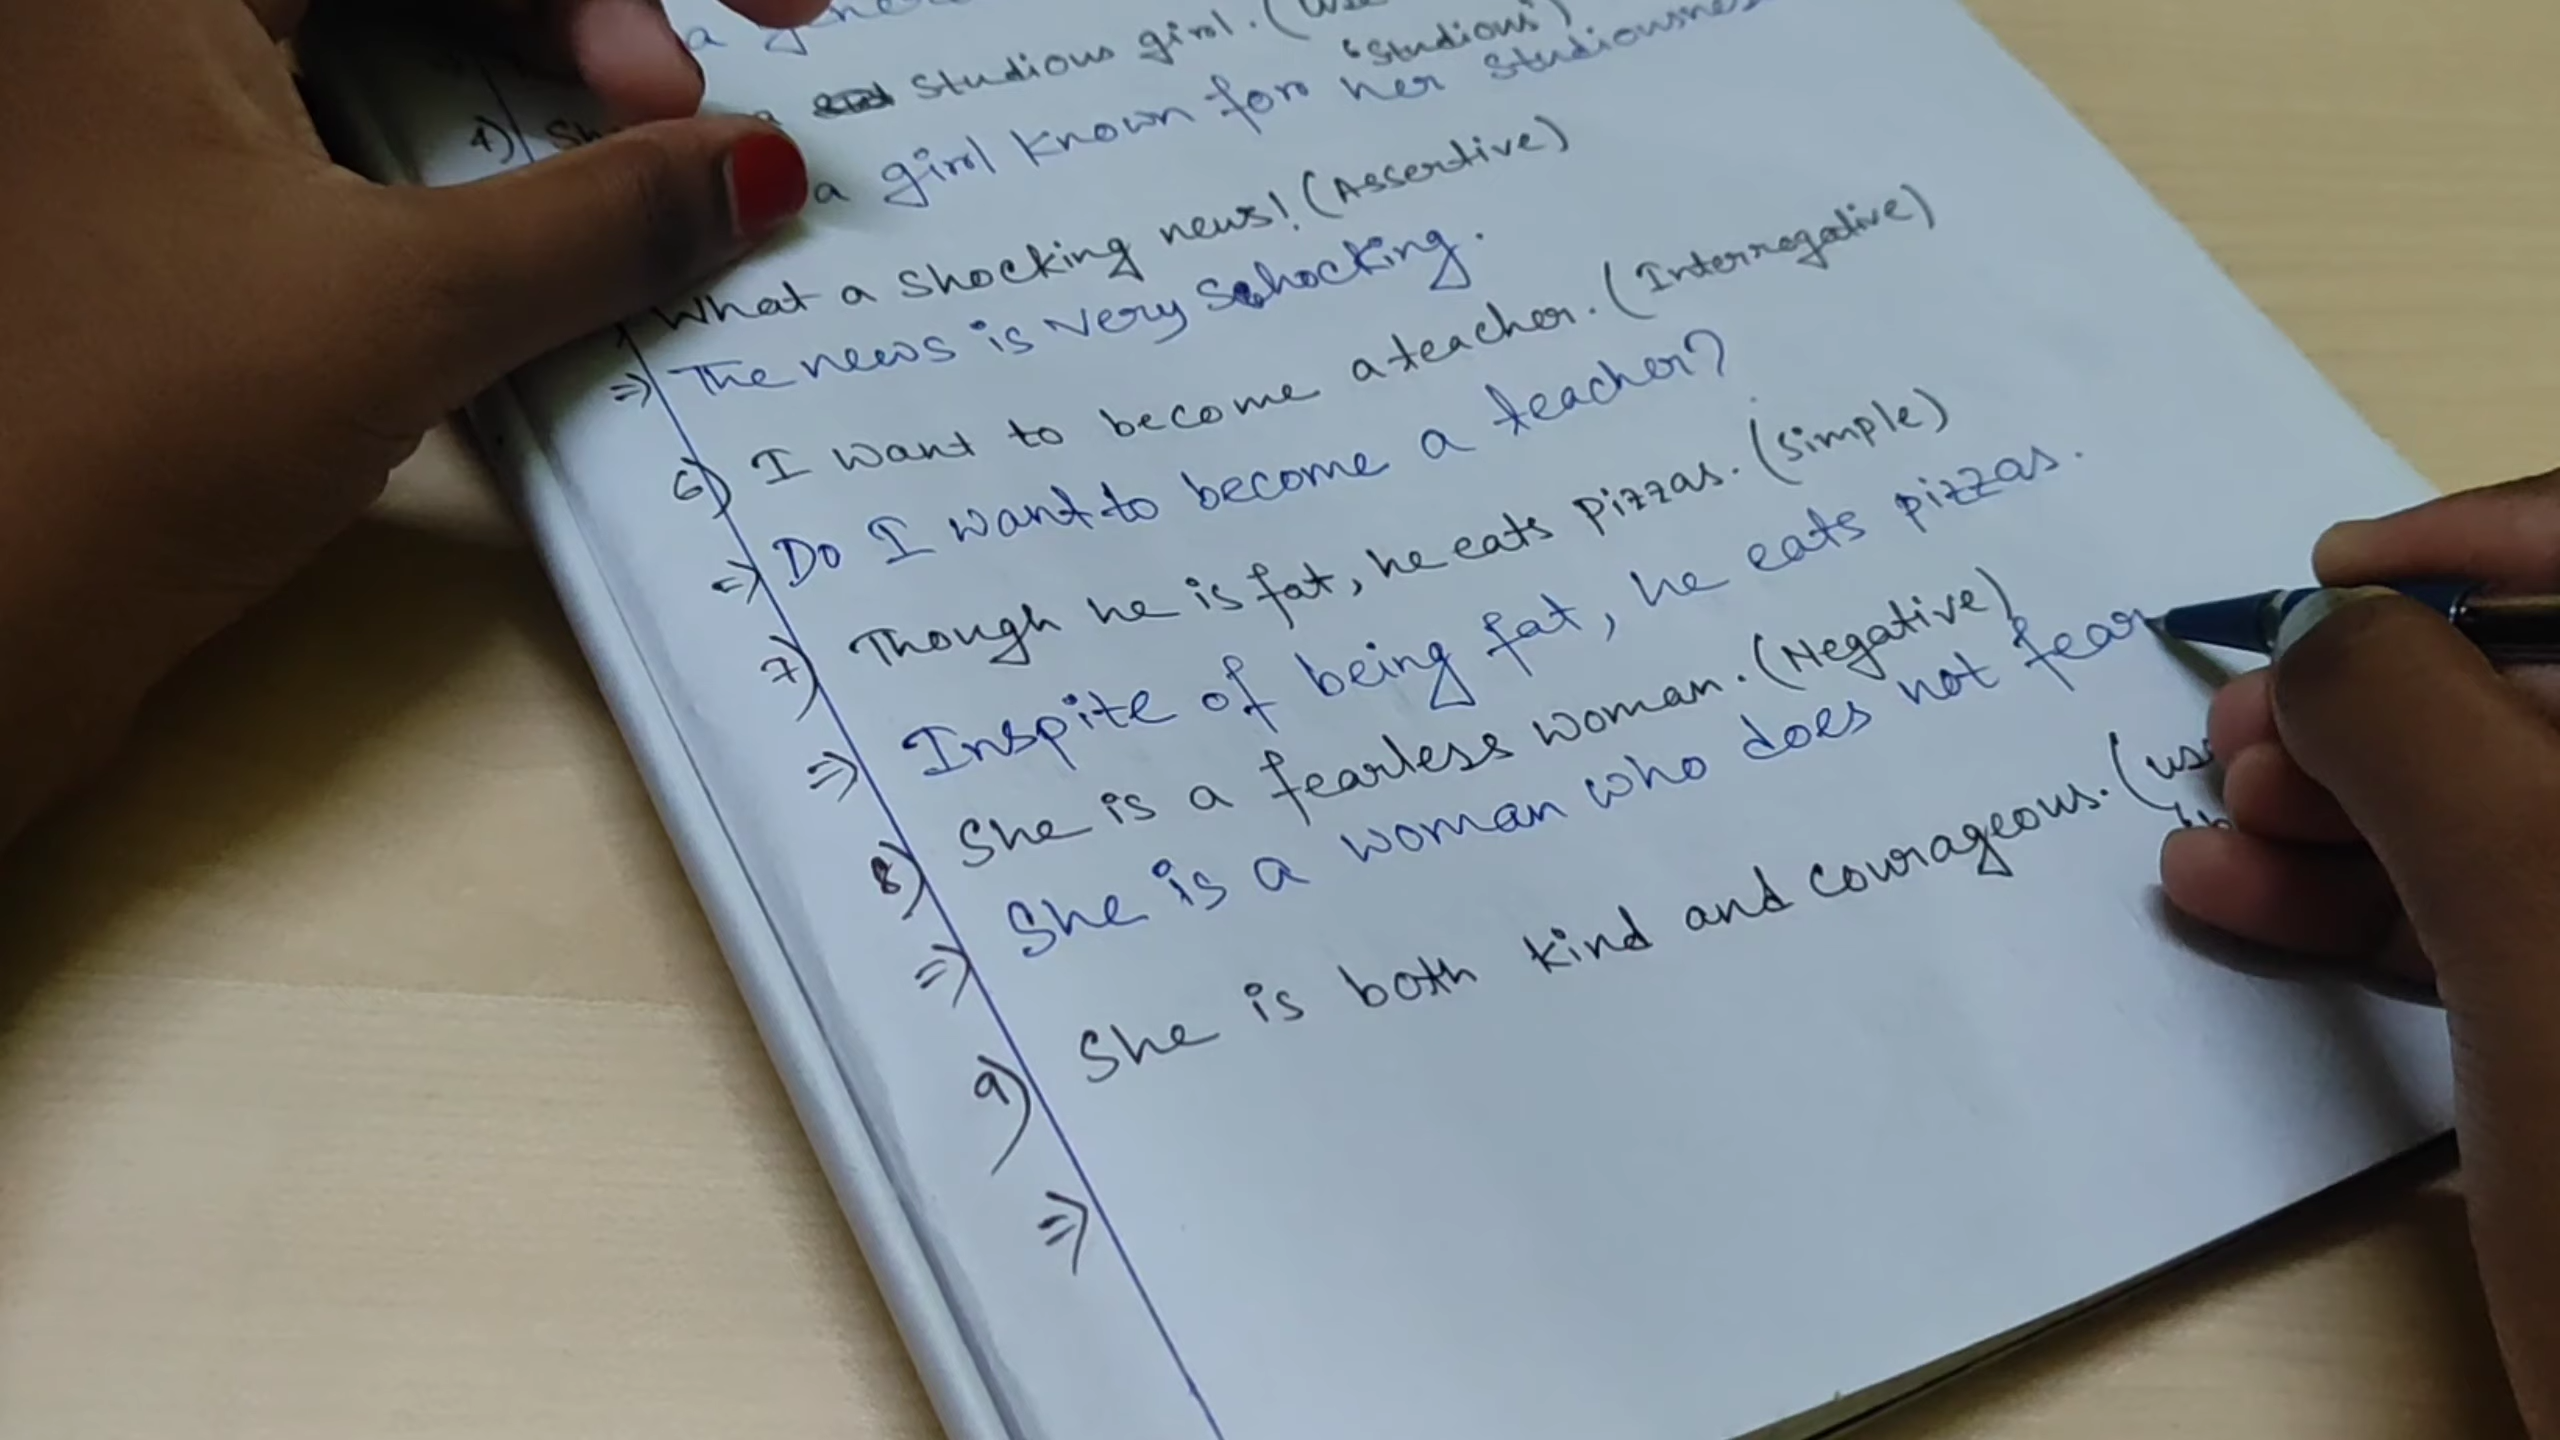 a
4) a studious girl. (
"studious")
a girl known for her studiousness
What a shocking news! (Assertive)
=> The news is very shocking.
6) I want to become a teacher. (Interregative)
=> Do I want to become a teacher?
7) Though he is fat, he eats pizzas. (Simple)
=> Inspite of being fat, he eats pizzas.
8) She is a fearless woman. (Negative)
=> She is a woman who does not fear
9) She is both kind and courageous. (us
=>